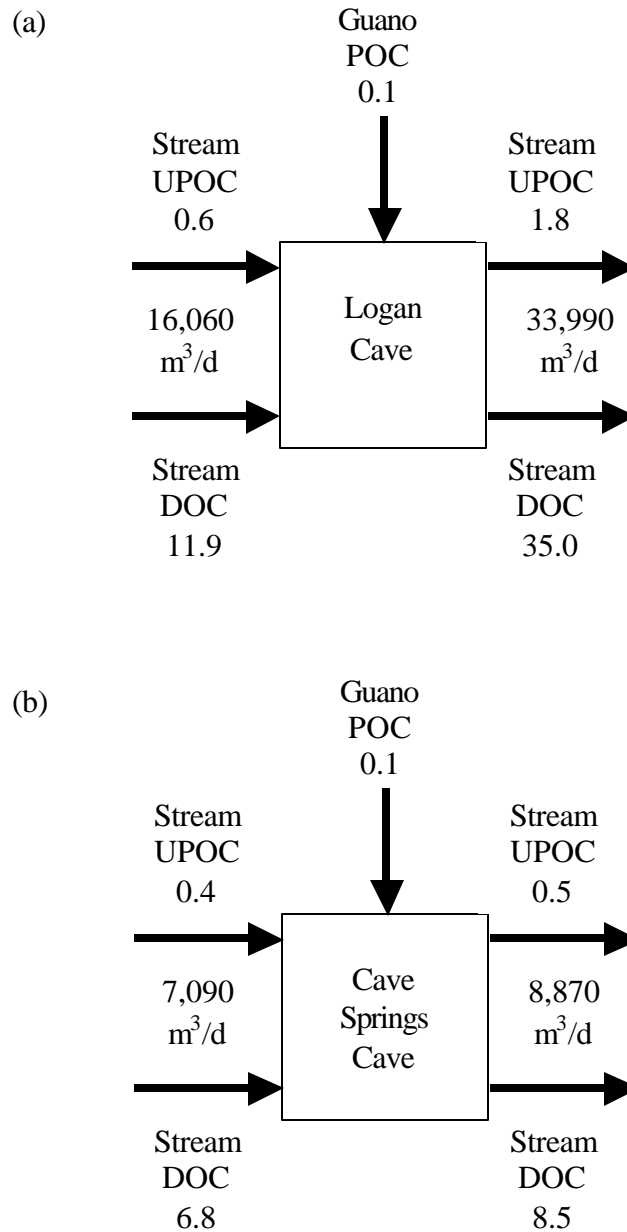 (a)
Guano
POC
0.1
Stream
UPOC
0.6
Stream
UPOC
1.8
16,060
m³/d
Logan
Cave
33,990
m³/d
Stream
DOC
11.9
Stream
DOC
35.0
(b)
Guano
POC
0.1
Stream
UPOC
0.4
Stream
UPOC
0.5
7,090
m³/d
Cave
Springs
Cave
8,870
m³/d
Stream
DOC
6.8
Stream
DOC
8.5